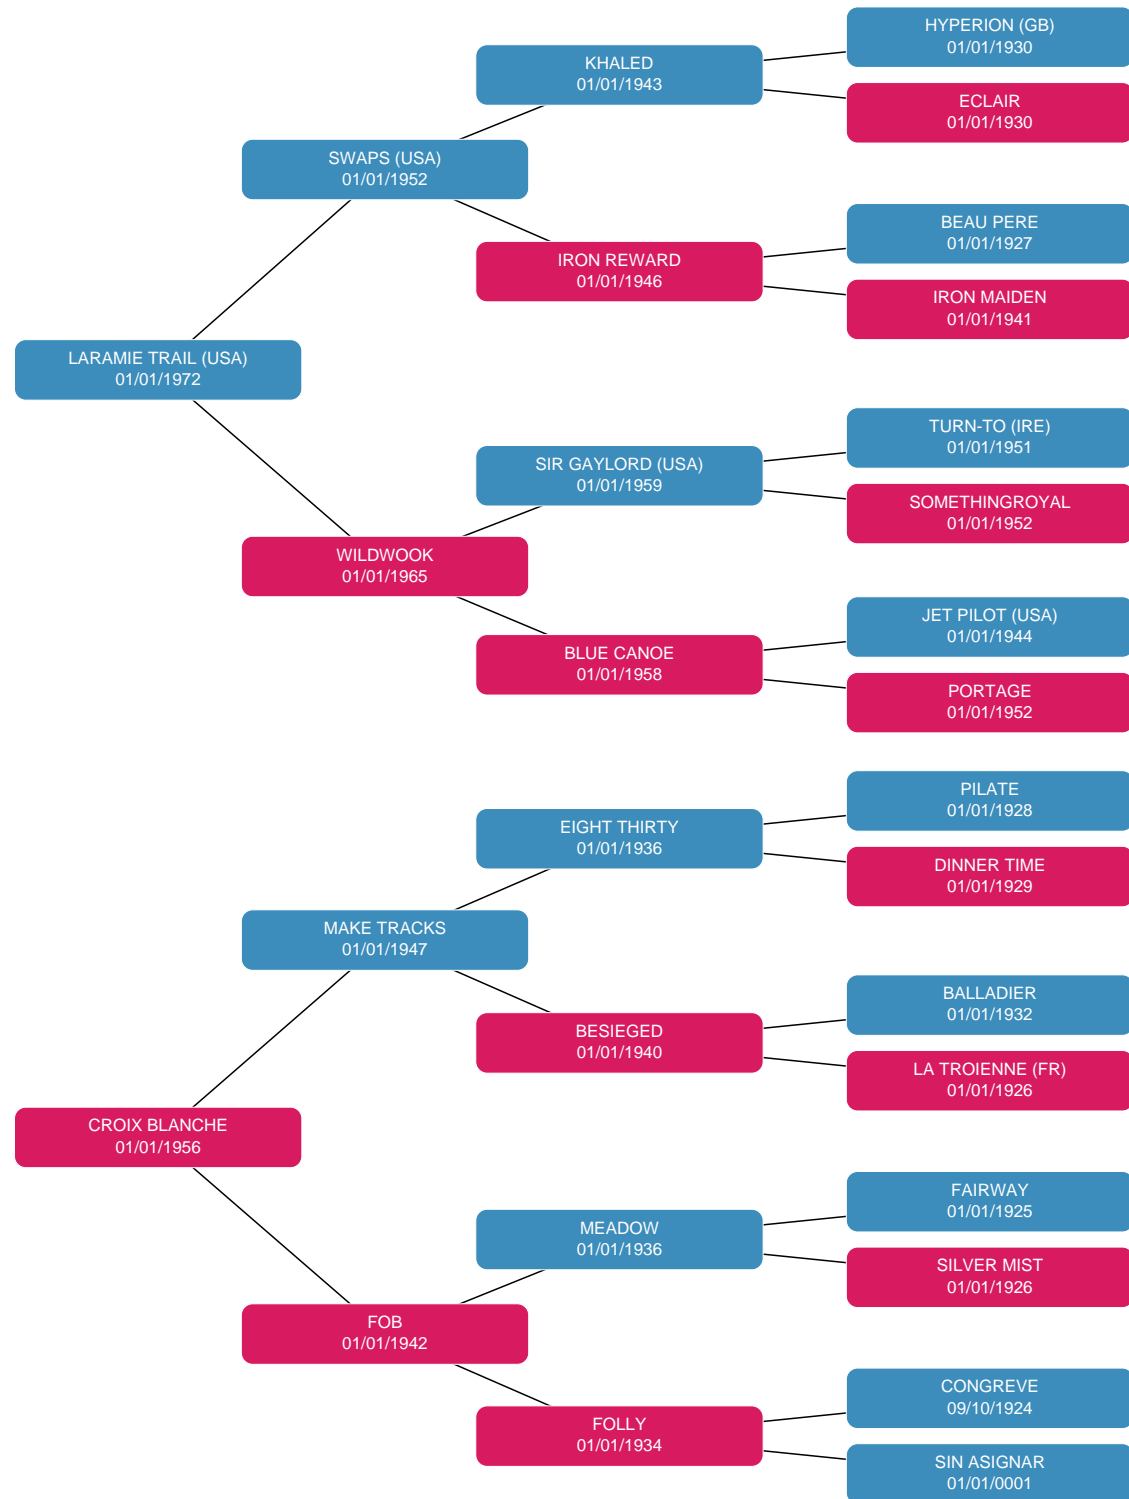 HYPERION (GB)
01/01/1930
KHALED
01/01/1943
ECLAIR
01/01/1930
SWAPS (USA)
01/01/1952
BEAU PERE
01/01/1927
IRON REWARD
01/01/1946
IRON MAIDEN
01/01/1941
LARAMIE TRAIL (USA)
01/01/1972
TURN-TO (IRE)
01/01/1951
SIR GAYLORD (USA)
01/01/1959
SOMETHINGROYAL
01/01/1952
WILDWOOK
01/01/1965
JET PILOT (USA)
01/01/1944
BLUE CANOE
01/01/1958
PORTAGE
01/01/1952
PILATE
01/01/1928
EIGHT THIRTY
01/01/1936
DINNER TIME
01/01/1929
MAKE TRACKS
01/01/1947
BALLADIER
01/01/1932
BESIEGED
01/01/1940
LA TROIENNE (FR)
01/01/1926
CROIX BLANCHE
01/01/1956
FAIRWAY
01/01/1925
MEADOW
01/01/1936
SILVER MIST
01/01/1926
FOB
01/01/1942
CONGREVE
09/10/1924
FOLLY
01/01/1934
SIN ASIGNAR
01/01/0001